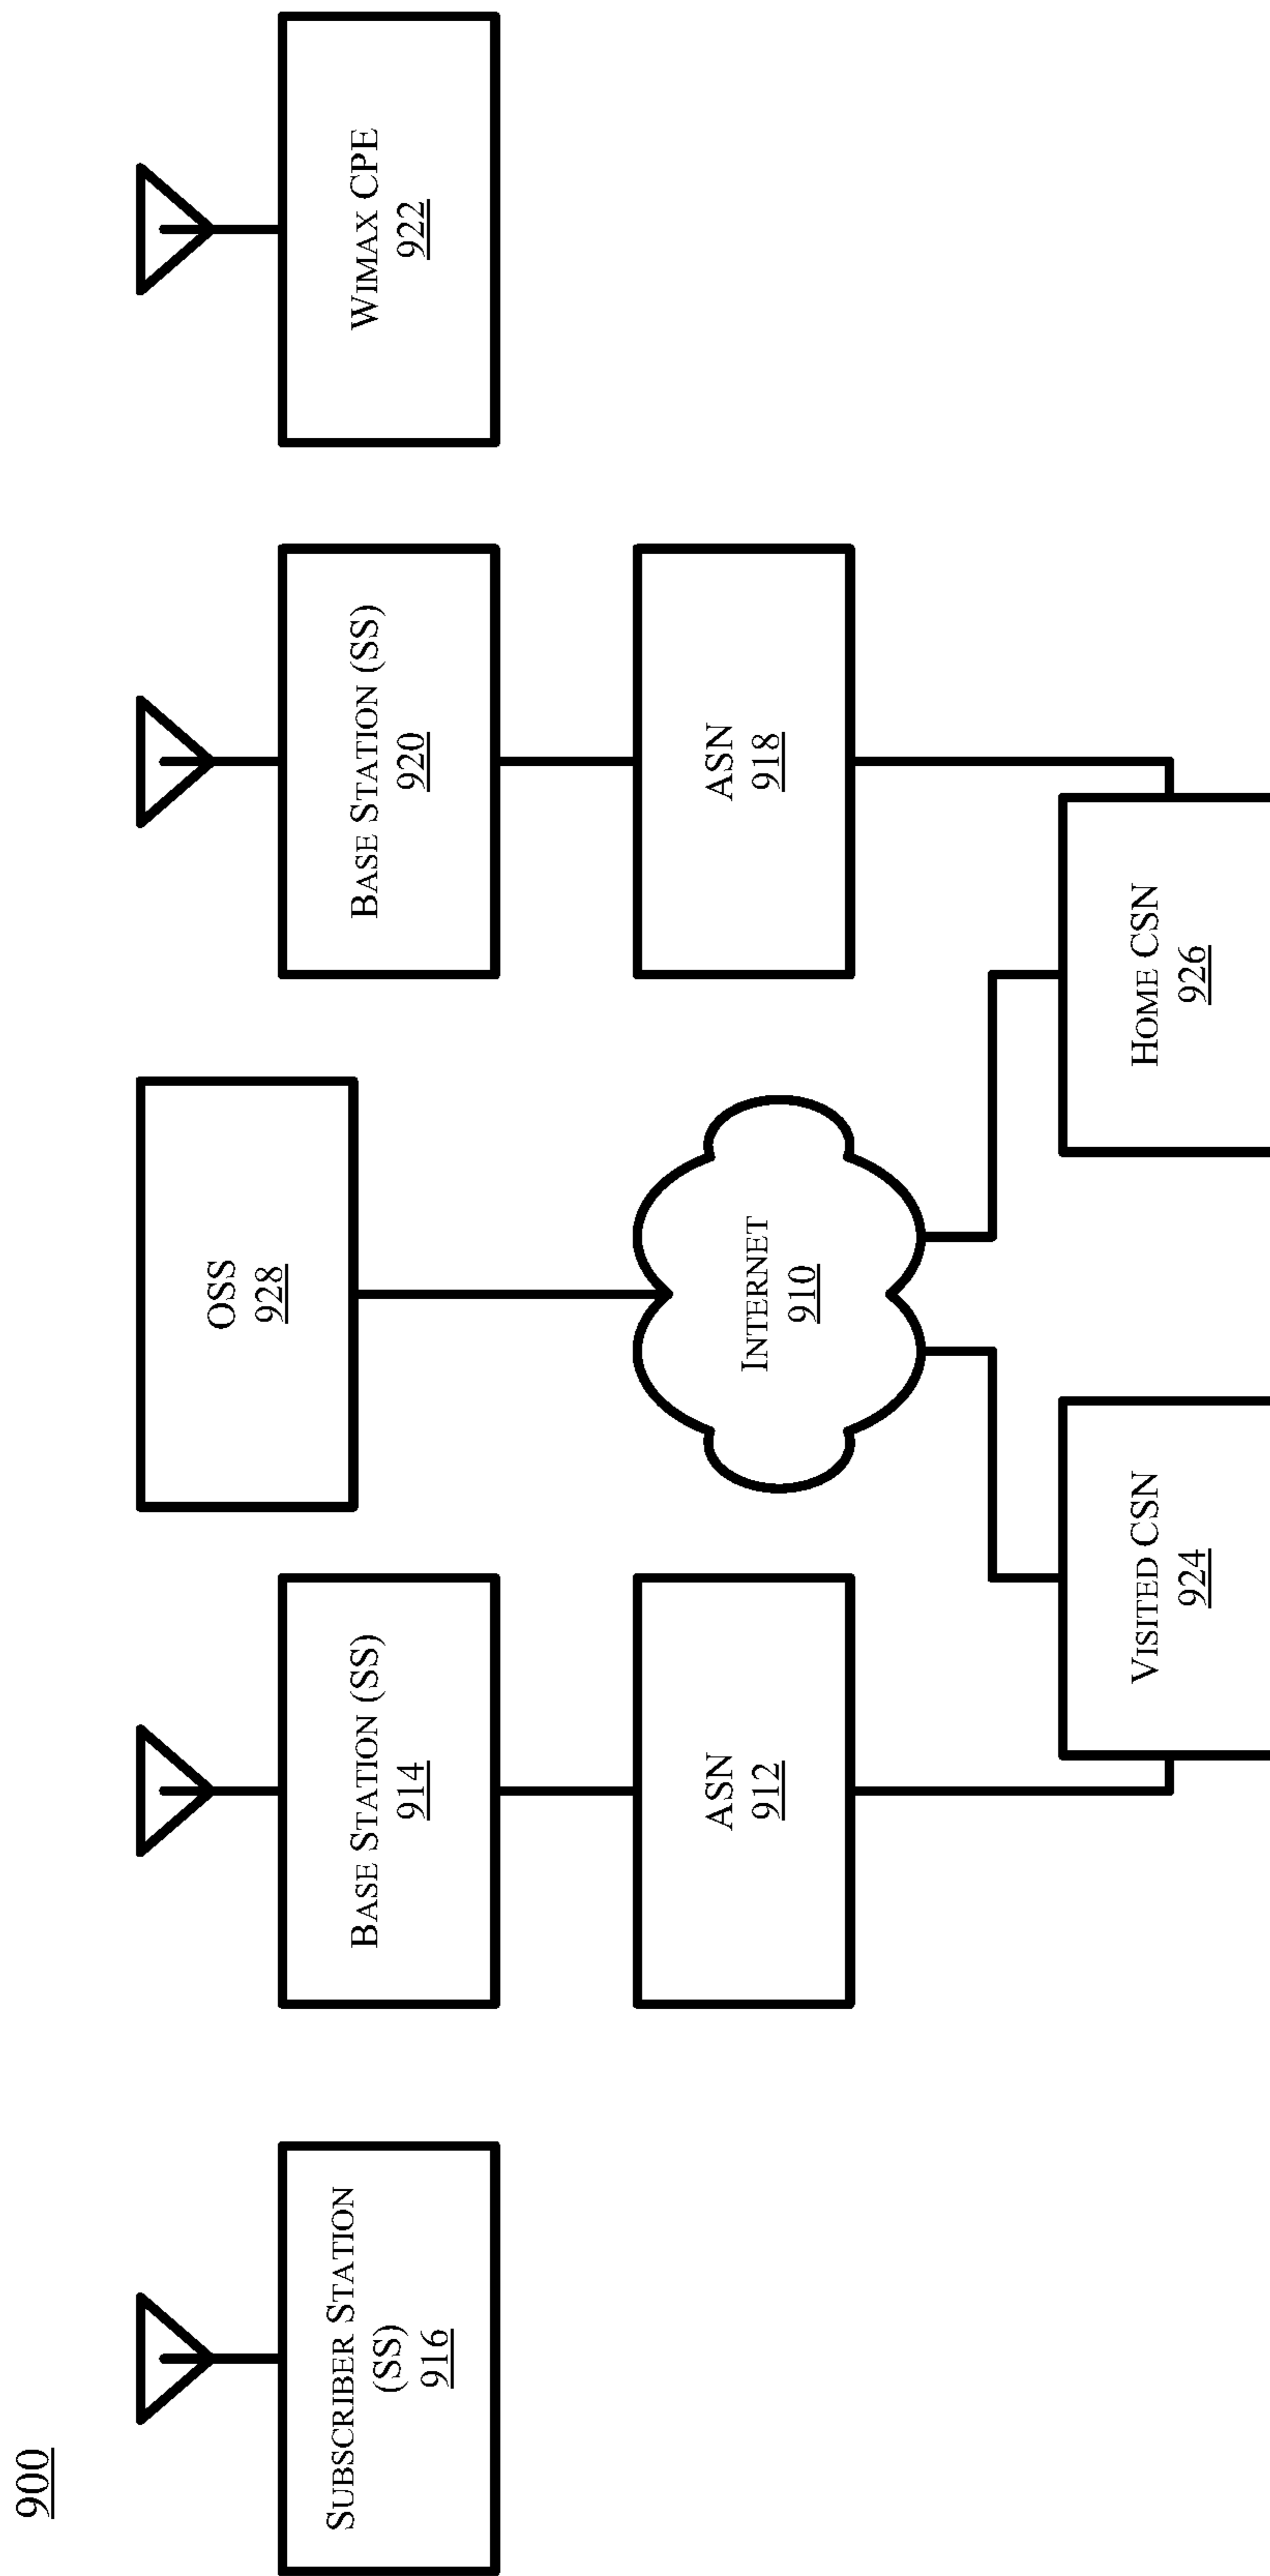 900
SUBSCRIBER STATION
(SS)
916
BASE STATION (SS)
914
OSS
928
BASE STATION (SS)
920
WIMAX CPE
922
ASN
912
INTERNET
910
ASN
918
VISITED CSN
924
HOME CSN
926